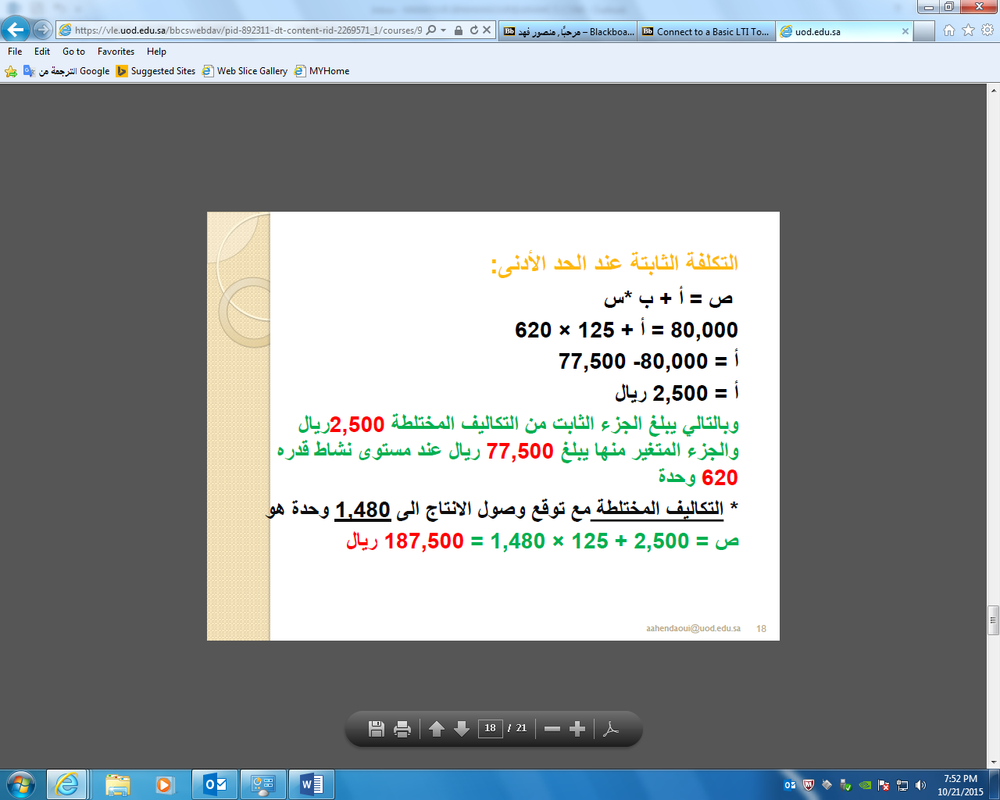 https://vle.uod.edu.sa/bbcswebdav/pid-892311-dt-content-rid-2269571_1/courses/9
مرحبًا, منصور فهد – Blackboa...
Connect to a Basic LTI To...
uod.edu.sa
File Edit Go to Favorites Help
الترجمة من Google Suggested Sites Web Slice Gallery MYHome
التكلفة الثابتة عند الحد الأدنى:
ص = أ + ب *س
80,000 = أ + 125 × 620
أ = 80,000- 77,500
أ = 2,500 ريال
وبالتالي يبلغ الجزء الثابت من التكاليف المختلطة 2,500ريال
والجزء المتغير منها يبلغ 77,500 ريال عند مستوى نشاط قدره
620 وحدة
* التكاليف المختلطة مع توقع وصول الانتاج الى 1,480 وحدة هو
ص = 2,500 + 125 × 1,480 = 187,500 ريال
aahendaoui@uod.edu.sa 18
18 / 21
7:52 PM
10/21/2015